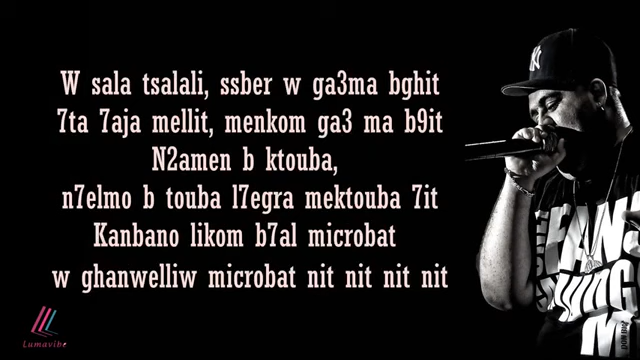 W sala tsalali, ssber w ga3ma bghit
7ta 7aja mellit, menkom ga3 ma b9it
N2amen b ktouba,
n7elmo b touba l7egra mektouba 7it
Kanbano likom b7al microbat
w ghanwelliw microbat nit nit nit nit
Lumavibe